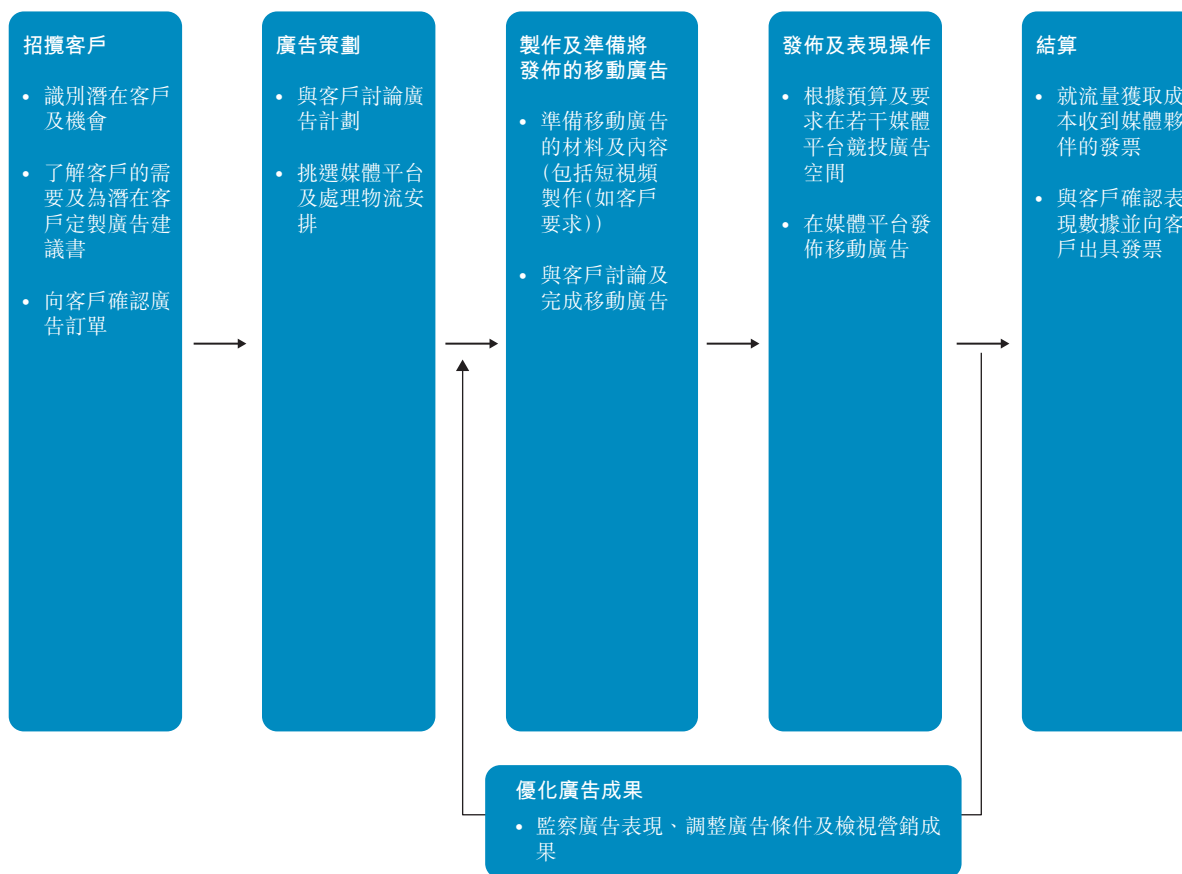 招攬客戶
• 識別潛在客戶
及機會
• 了解客戶的需
要及為潛在客
戶定製廣告建
議書
• 向客戶確認廣
告訂單
廣告策劃
• 與客戶討論廣
告計劃
• 挑選媒體平台
及處理物流安
排
製作及準備將
發佈的移動廣告
• 準備移動廣告
的材料及內容
(包括短視頻
製作(如客戶
要求))
• 與客戶討論及
完成移動廣告
發佈及表現操作
• 根據預算及要
求在若干媒體
平台競投廣告
空間
• 在媒體平台發
佈移動廣告
結算
• 就流量獲取成
本收到媒體夥
伴的發票
• 與客戶確認表
現數據並向客
戶出具發票
優化廣告成果
• 監察廣告表現、調整廣告條件及檢視營銷成
果